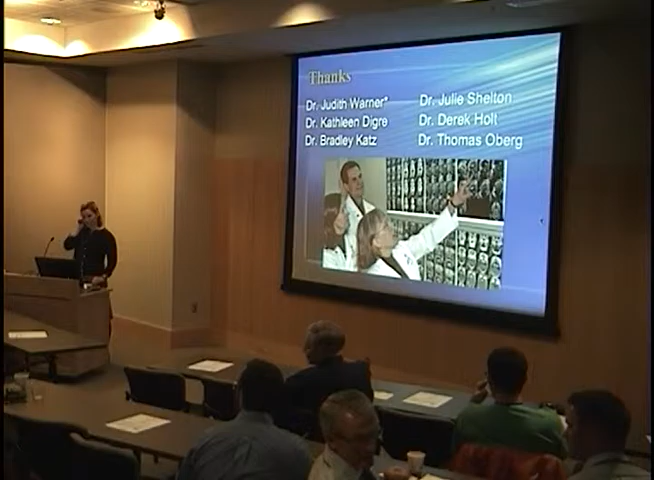 Thanks
Dr. Judith Warner*
Dr. Kathleen Digre
Dr. Bradley Katz
Dr. Julie Shelton
Dr. Derek Holt
Dr. Thomas Oberg